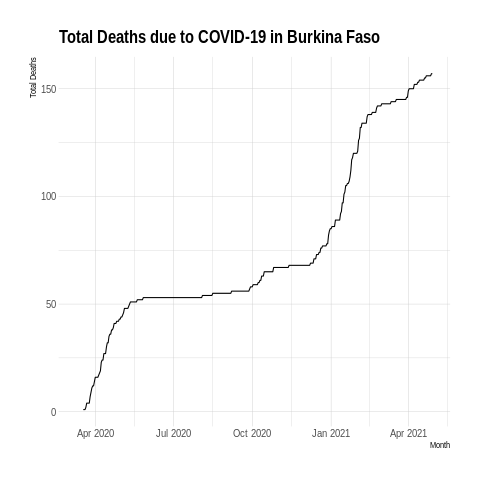 Total Deaths due to COVID-19 in Burkina Faso
Total Deaths
150
100
50
0
Apr 2020 Jul 2020 Oct 2020 Jan 2021 Apr 2021
Month